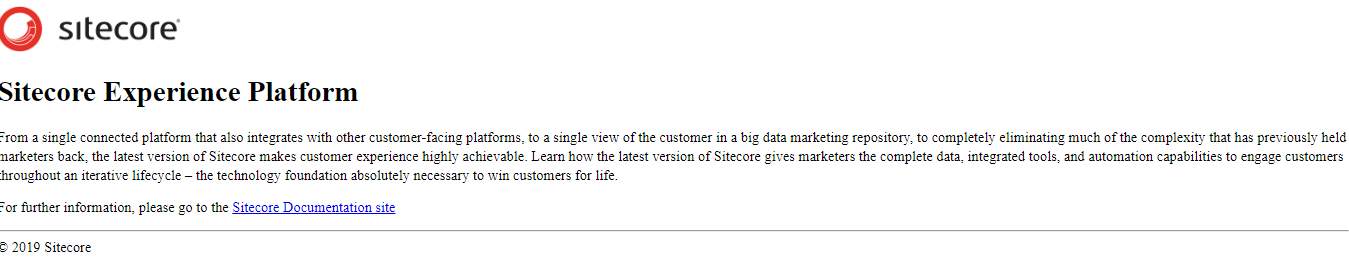 sitecore
Sitecore Experience Platform
From a single connected platform that also integrates with other customer-facing platforms, to a single view of the customer in a big data marketing repository, to completely eliminating much of the complexity that has previously held
marketers back, the latest version of Sitecore makes customer experience highly achievable. Learn how the latest version of Sitecore gives marketers the complete data, integrated tools, and automation capabilities to engage customers
throughout an iterative lifecycle – the technology foundation absolutely necessary to win customers for life.
For further information, please go to the Sitecore Documentation site
© 2019 Sitecore